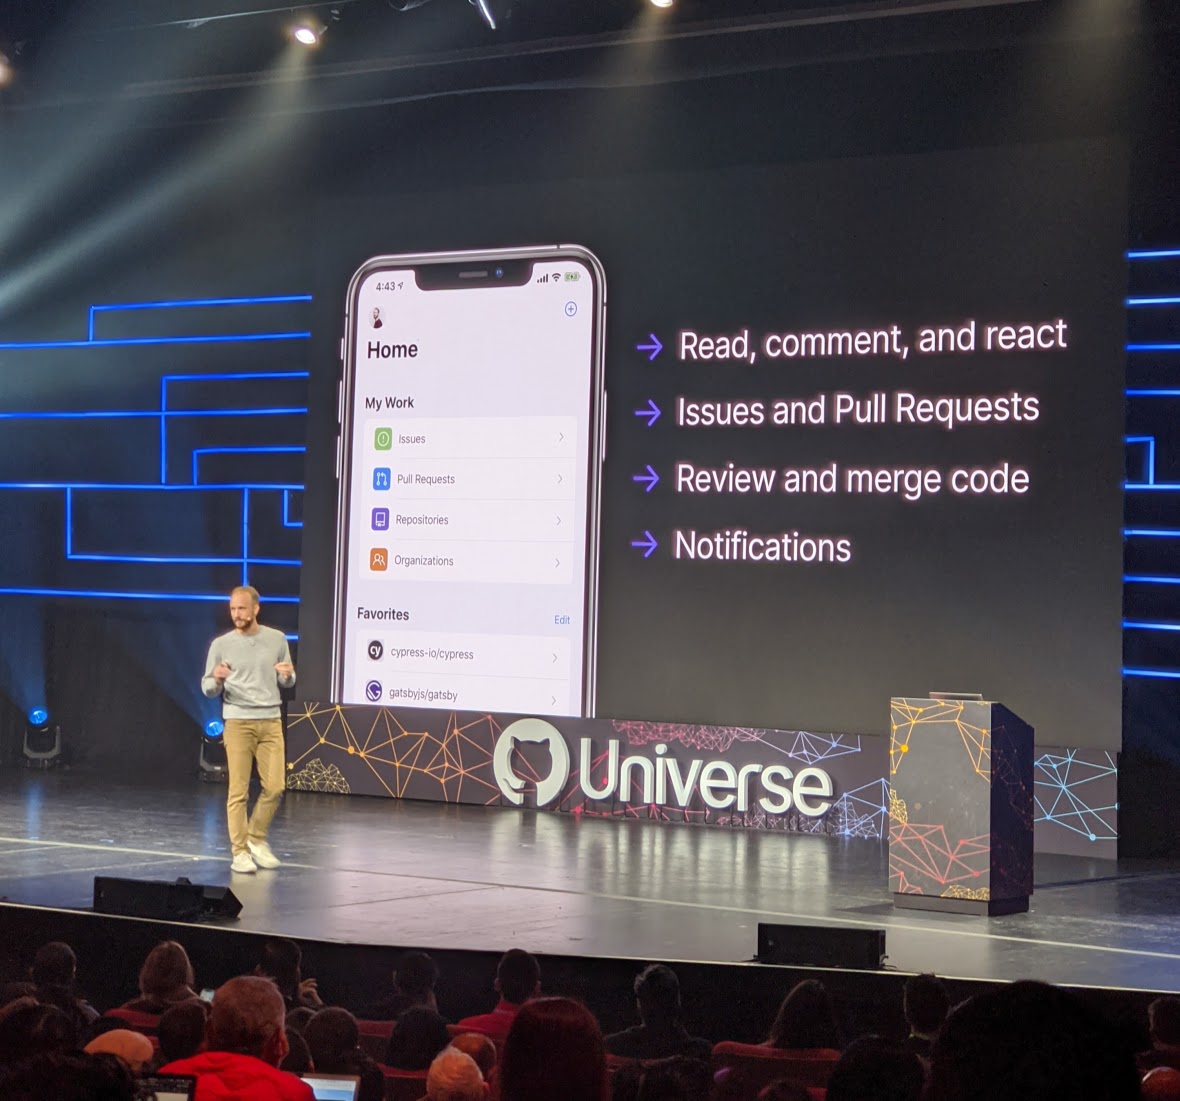 4:43
Home
My Work
Issues
Pull Requests
Repositories
Organizations
Favorites
Edit
cy
cypress-io/cypress
gatsbyjs/gatsby
→ Read, comment, and react
→ Issues and Pull Requests
→ Review and merge code
→ Notifications
Universe